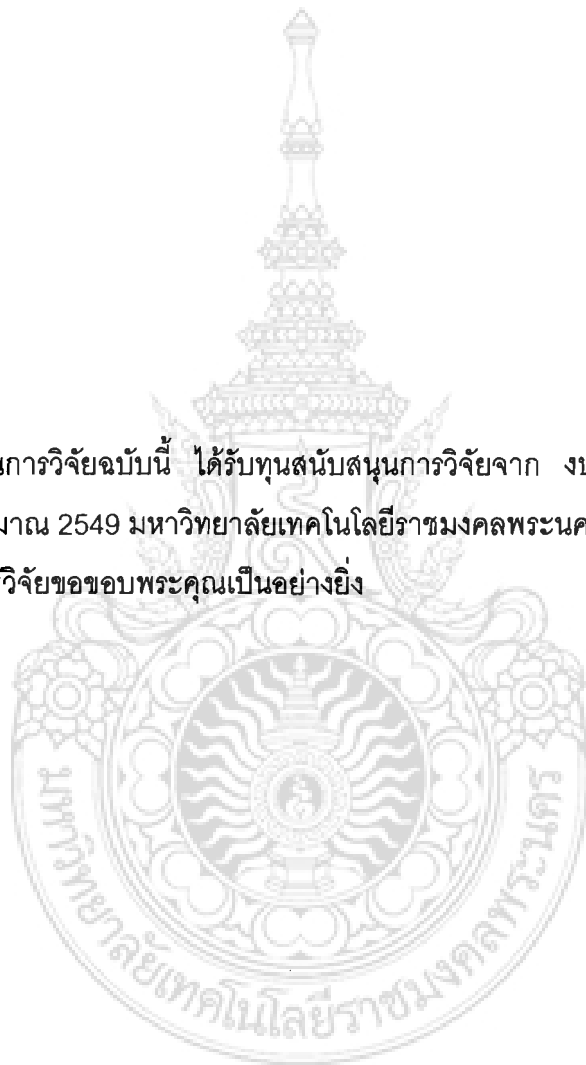 นการวิจัยฉบับนี้ ได้รับทุนสนับสนุนการวิจัยจาก งบ
มาณ 2549 มหาวิทยาลัยเทคโนโลยีราชมงคลพระนค
รวิจัยขอขอบพระคุณเป็นอย่างยิ่ง
มหาวิทยาลัยเทคโนโลยีราชมงคลพระนคร